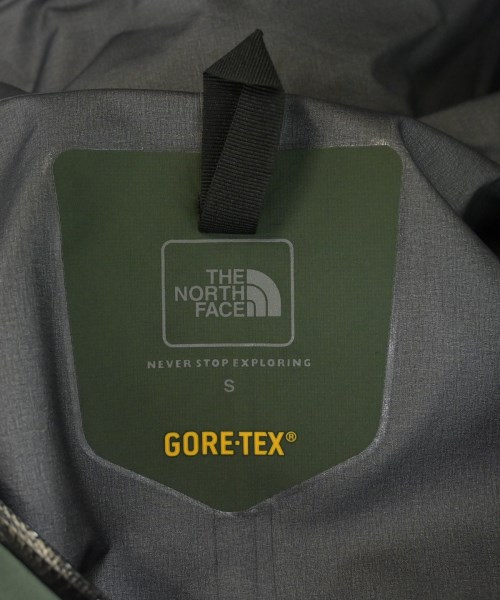 THE
NORTH
FACE
NEVER STOP EXPLORING
S
GORE-TEX®